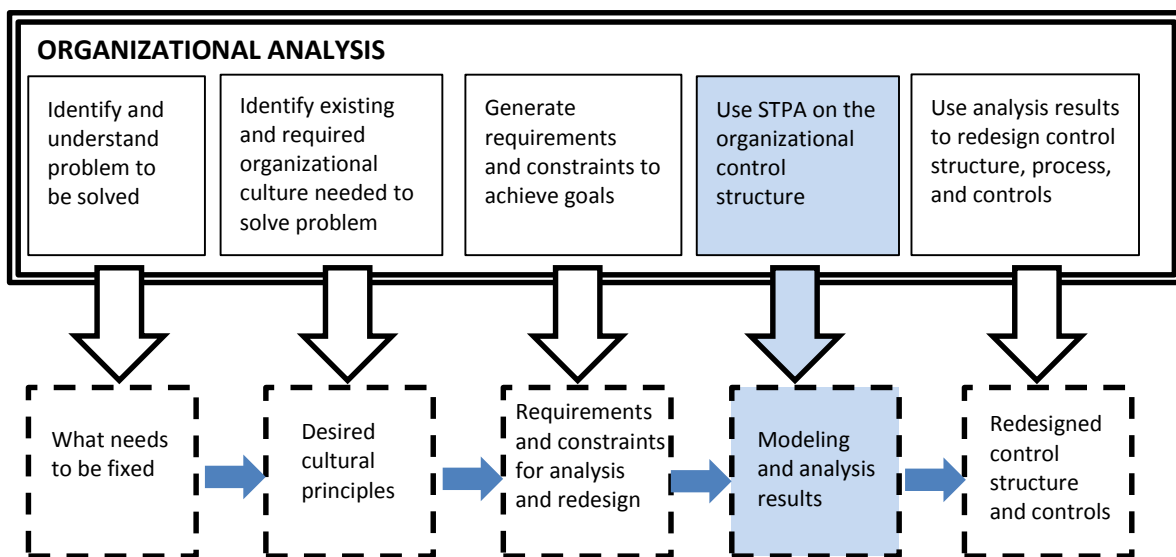 ORGANIZATIONAL ANALYSIS
Identify and
understand
problem to
be solved
Identify existing
and required
organizational
culture needed to
solve problem
Generate
requirements
and constraints to
achieve goals
Use STPA on the
organizational
control
structure
Use analysis results
to redesign control
structure, process,
and controls
What needs
to be fixed
Desired
cultural
principles
Requirements
and constraints
for analysis
and redesign
Modeling
and analysis
results
Redesigned
control
structure
and controls